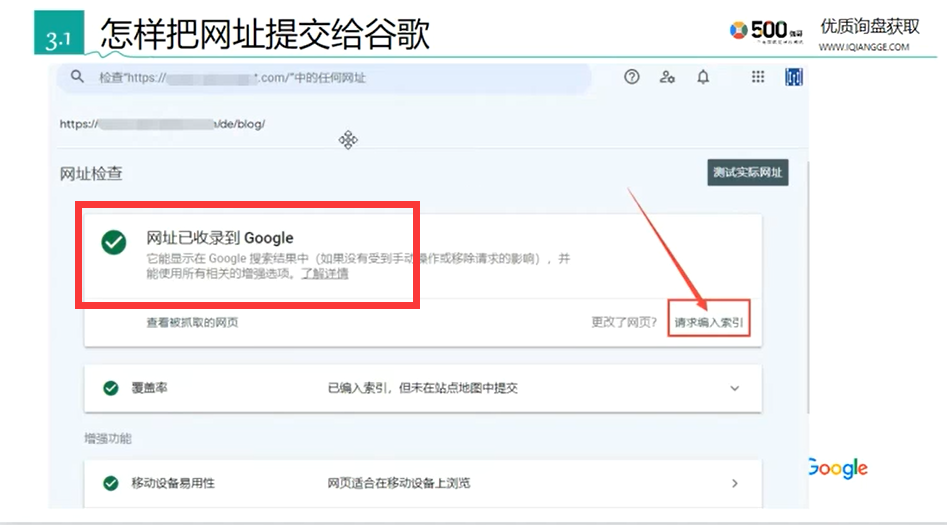 3.1 怎样把网址提交给谷歌
500强哥 优质询盘获取
WWW.IQIANGGE.COM
检查"https:// .com/"中的任何网址
https:// /de/blog/
网址检查
测试实际网址
网址已收录到 Google
它能显示在 Google 搜索结果中（如果没有受到手动操作或移除请求的影响），并
能使用所有相关的增强选项。了解详情
查看被抓取的网页
更改了网页?
请求编入索引
覆盖率
已编入索引，但未在站点地图中提交
增强功能
移动设备易用性
网页适合在移动设备上浏览
Google